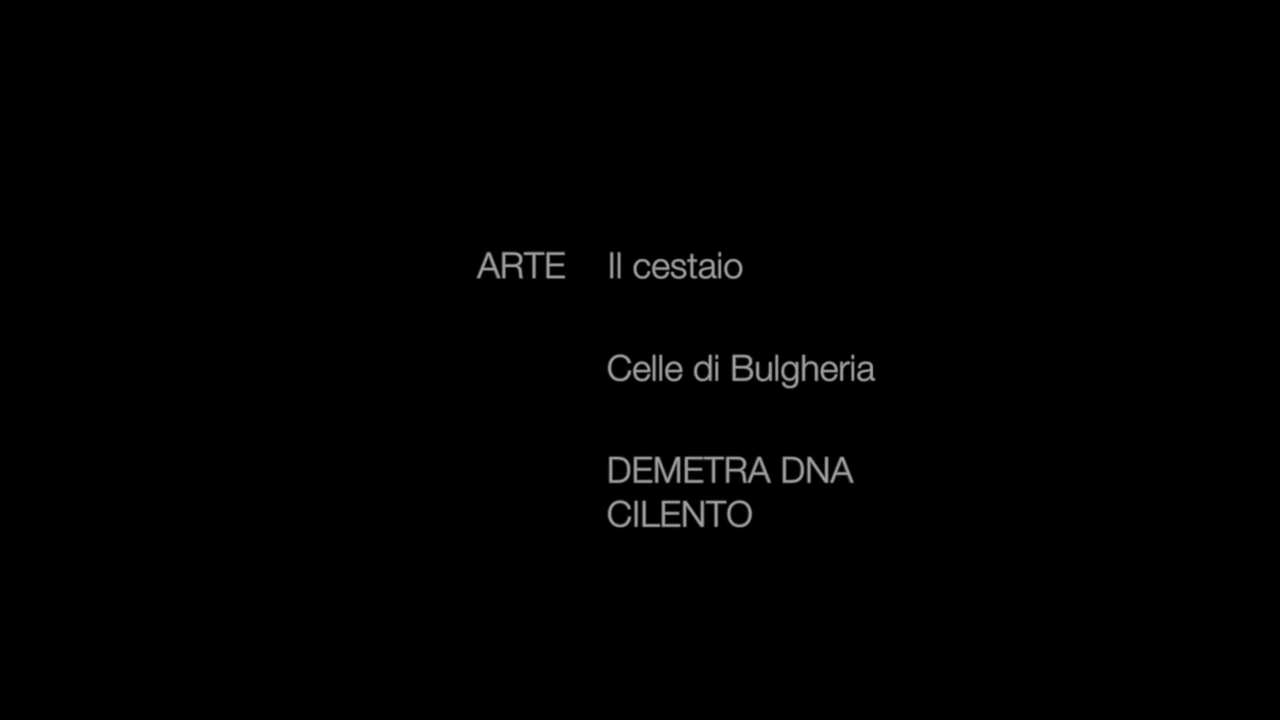 ARTE Il cestaio
Celle di Bulgheria
DEMETRA DNA
CILENTO